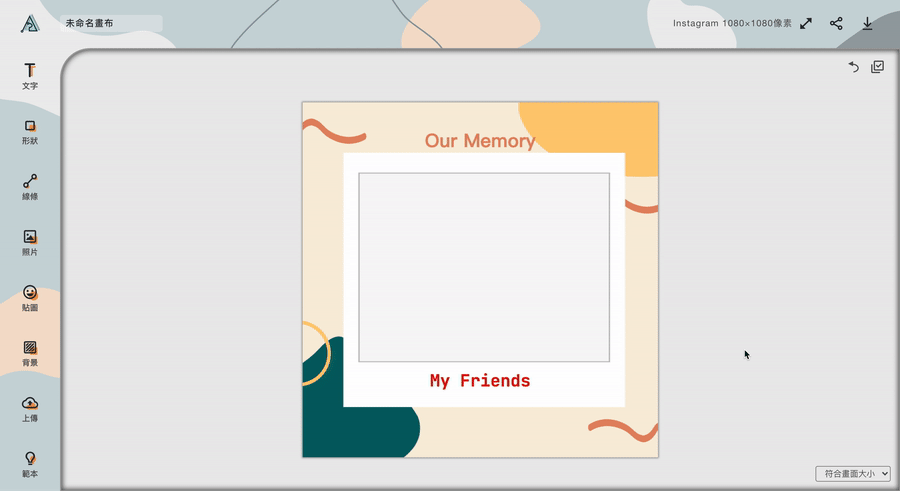 未命名畫布
Instagram 1080×1080像素
文字
形狀
線條
照片
貼圖
背景
上傳
範本
Our Memory
My Friends
符合畫面大小